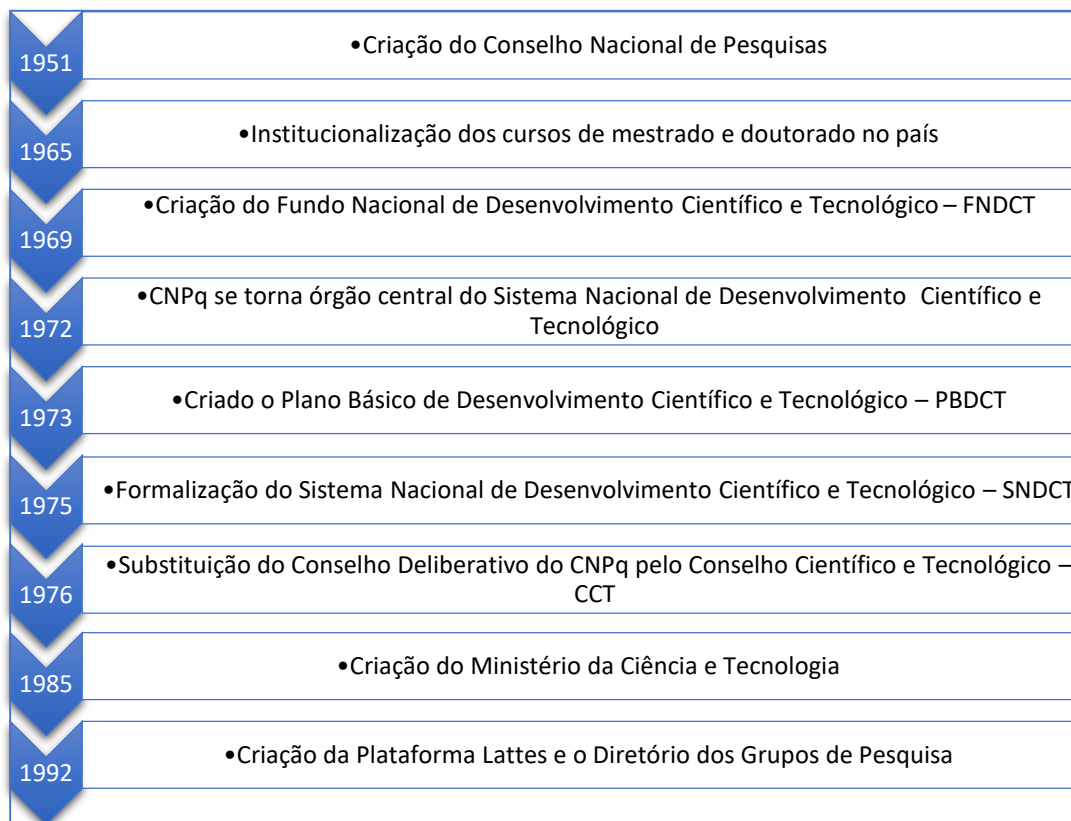 1951
•Criação do Conselho Nacional de Pesquisas
1965
•Institucionalização dos cursos de mestrado e doutorado no país
1969
•Criação do Fundo Nacional de Desenvolvimento Científico e Tecnológico – FNDCT
1972
•CNPq se torna órgão central do Sistema Nacional de Desenvolvimento Científico e
Tecnológico
1973
•Criado o Plano Básico de Desenvolvimento Científico e Tecnológico – PBDCT
1975
•Formalização do Sistema Nacional de Desenvolvimento Científico e Tecnológico – SNDCT
1976
•Substituição do Conselho Deliberativo do CNPq pelo Conselho Científico e Tecnológico –
CCT
1985
•Criação do Ministério da Ciência e Tecnologia
1992
•Criação da Plataforma Lattes e o Diretório dos Grupos de Pesquisa